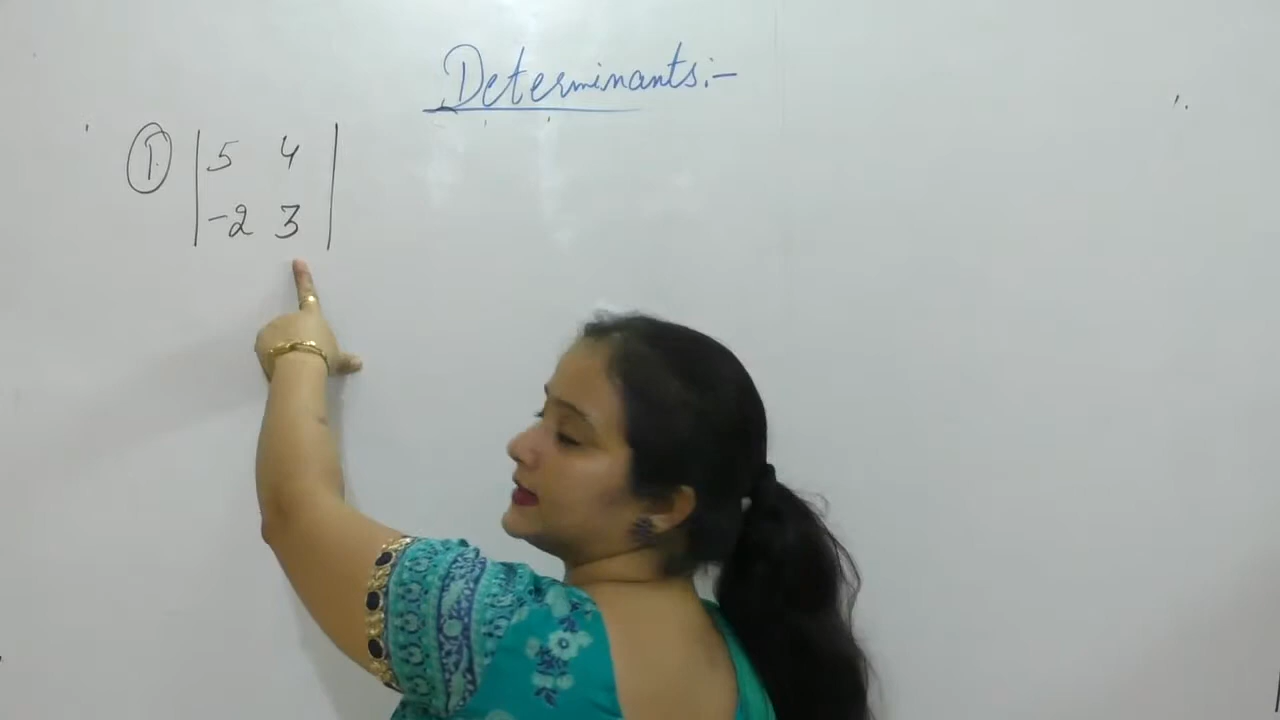 Determinants:-
① | 5 4 |
| -2 3 |